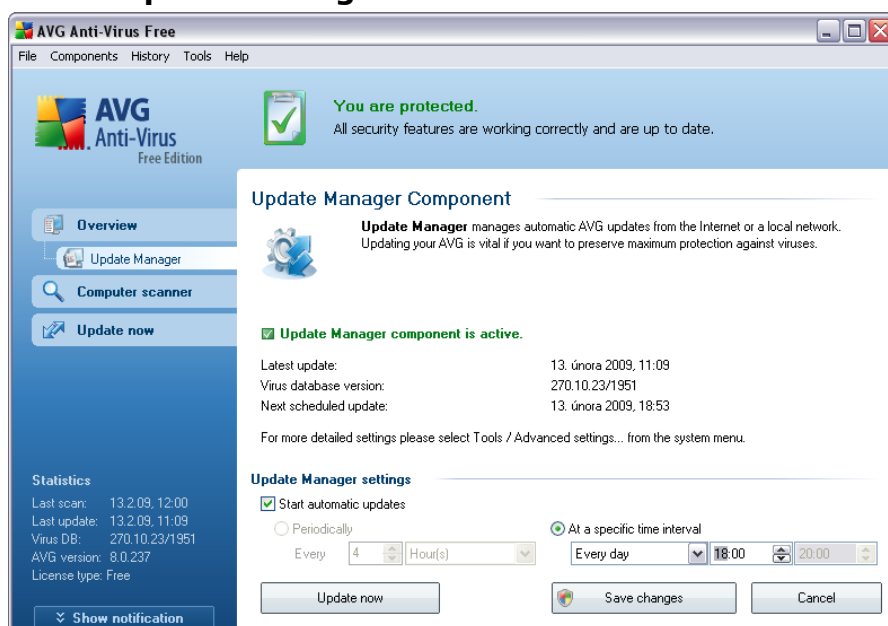 AVG Anti-Virus Free
File Components History Tools Help
AVG
Anti-Virus
Free Edition
You are protected.
All security features are working correctly and are up to date.
Overview
Update Manager
Computer scanner
Update now
Update Manager Component
Update Manager manages automatic AVG updates from the Internet or a local network.
Updating your AVG is vital if you want to preserve maximum protection against viruses.
Update Manager component is active.
Latest update: 13. února 2009, 11:09
Virus database version: 270.10.23/1951
Next scheduled update: 13. února 2009, 18:53
For more detailed settings please select Tools / Advanced settings... from the system menu.
Update Manager settings
Start automatic updates
Periodically
Every 4 Hour(s)
At a specific time interval
Every day 18:00 20:00
Update now
Save changes
Cancel
Statistics
Last scan: 13.2.09, 12:00
Last update: 13.2.09, 11:09
Virus DB: 270.10.23/1951
AVG version: 8.0.237
License type: Free
Show notification